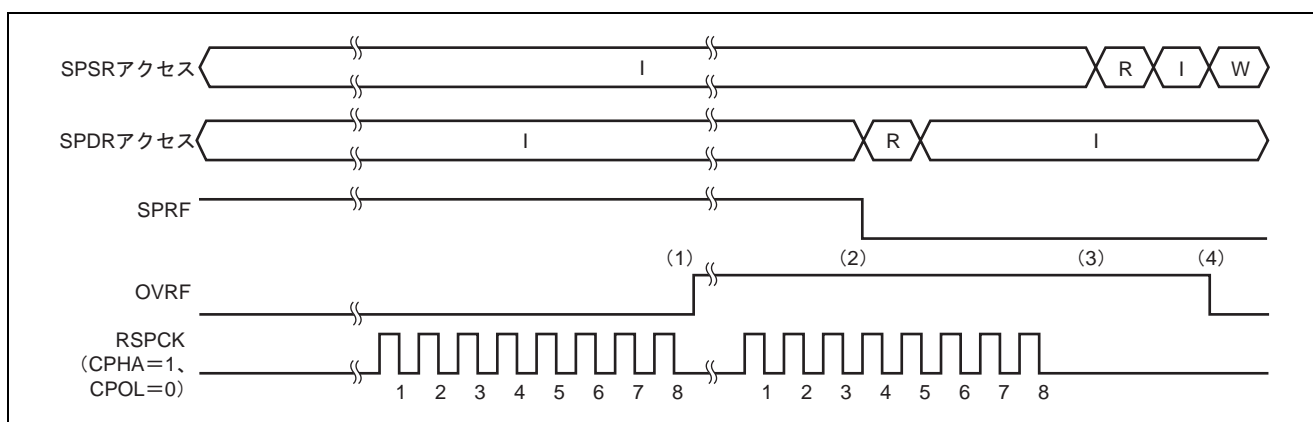 SPSRアクセス
I
R
I
W
SPDRアクセス
I
R
I
SPRF
(1)
(2)
(3)
(4)
OVRF
RSPCK
(CPHA=1、
CPOL=0)
1 2 3 4 5 6 7 8
1 2 3 4 5 6 7 8